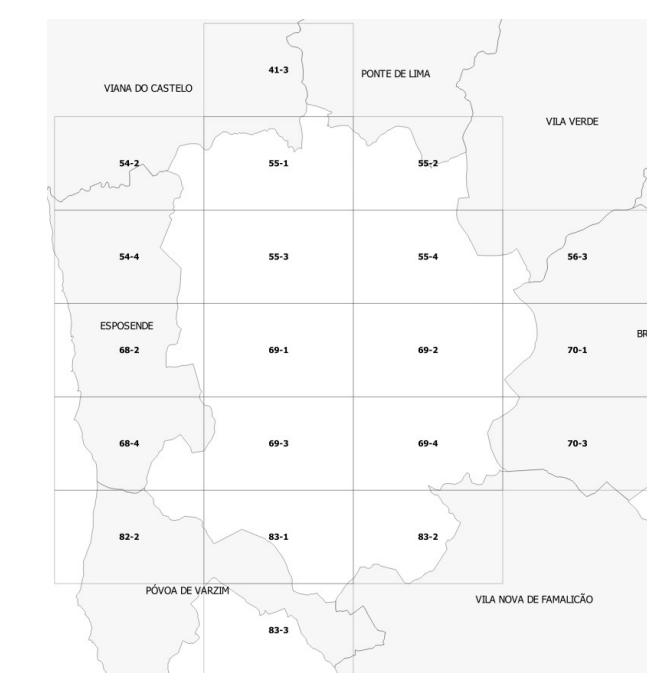 41-3
PONTE DE LIMA
VIANA DO CASTELO
VILA VERDE
54-2
55-1
55-2
54-4
55-3
55-4
56-3
ESPOSENDE
BR
68-2
69-1
69-2
70-1
68-4
69-3
69-4
70-3
82-2
83-1
83-2
PÓVOA DE VARZIM
VILA NOVA DE FAMALICÃO
83-3